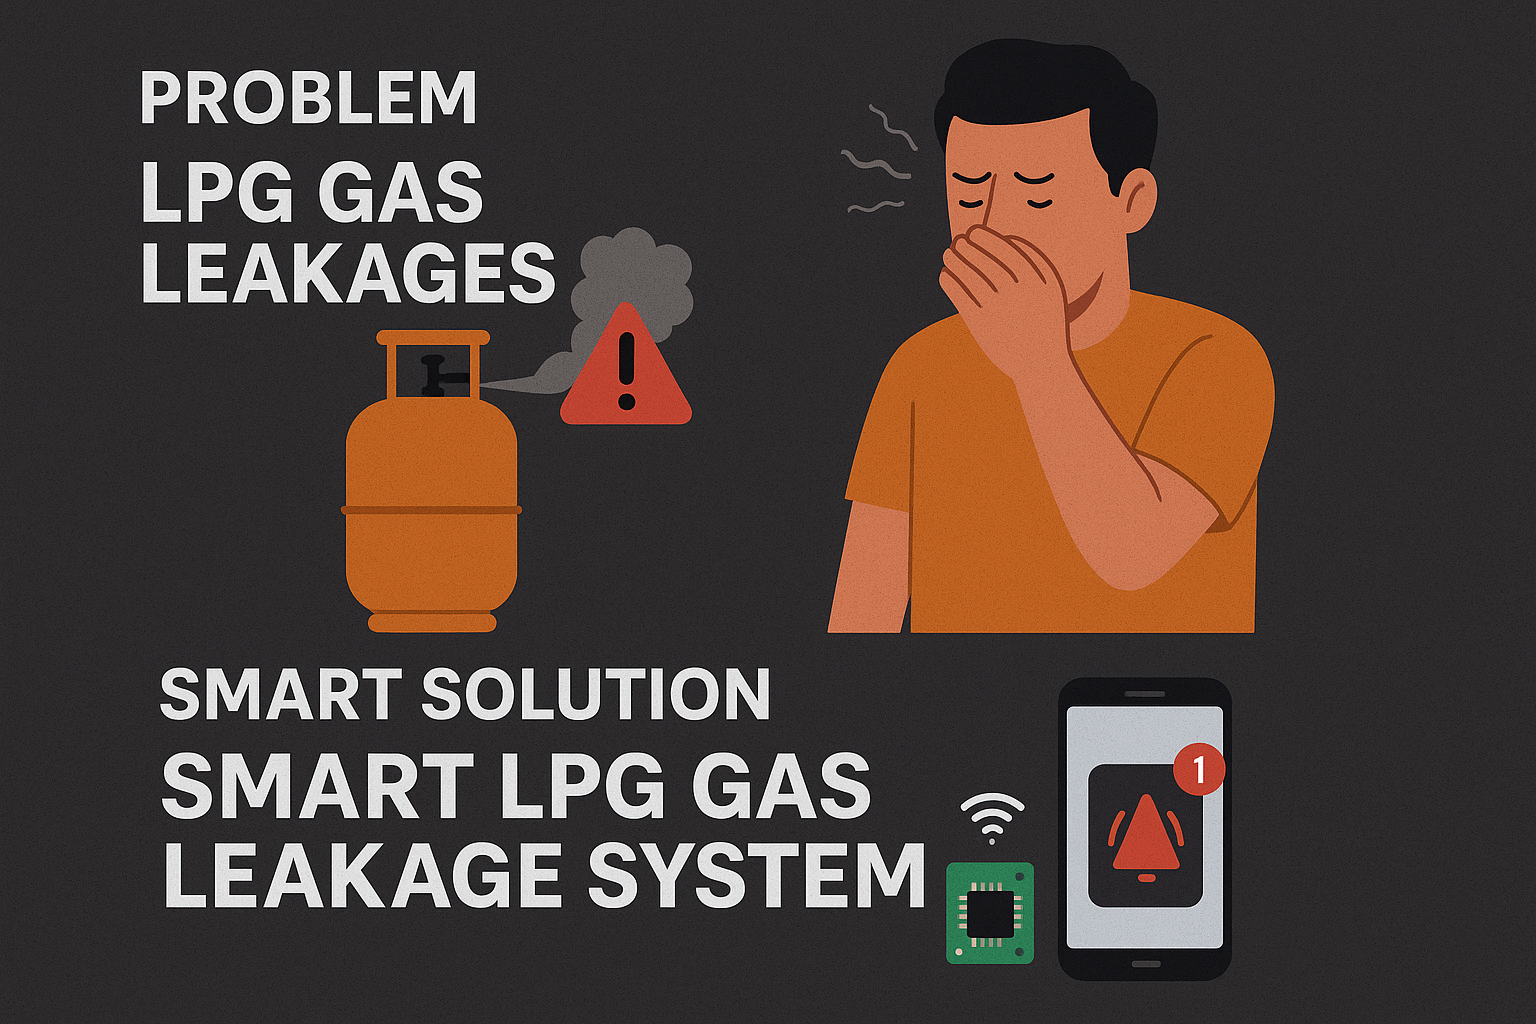 PROBLEM
LPG GAS
LEAKAGES
!
SMART SOLUTION
SMART LPG GAS
LEAKAGE SYSTEM
1